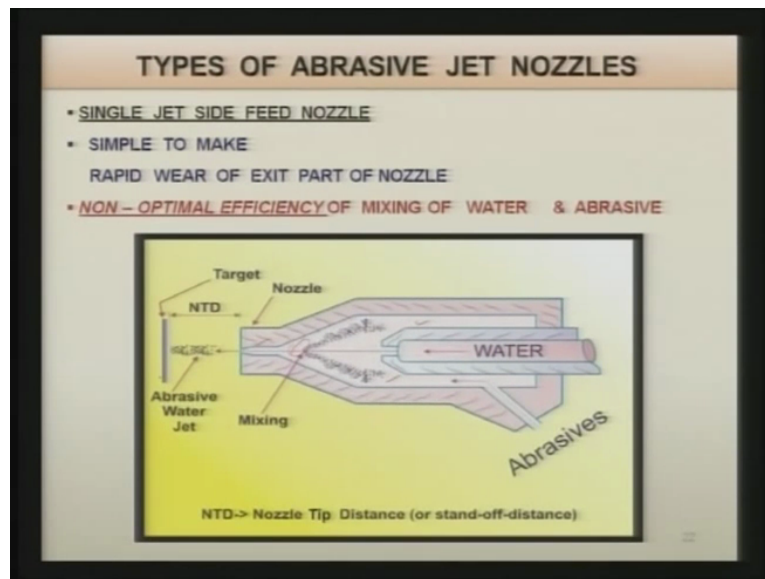 TYPES OF ABRASIVE JET NOZZLES
▪ SINGLE JET SIDE FEED NOZZLE
▪ SIMPLE TO MAKE
RAPID WEAR OF EXIT PART OF NOZZLE
▪ NON – OPTIMAL EFFICIENCY OF MIXING OF WATER & ABRASIVE
Target
Nozzle
NTD
WATER
Abrasive
Water
Jet
Mixing
Abrasives
NTD-> Nozzle Tip Distance (or stand-off-distance)